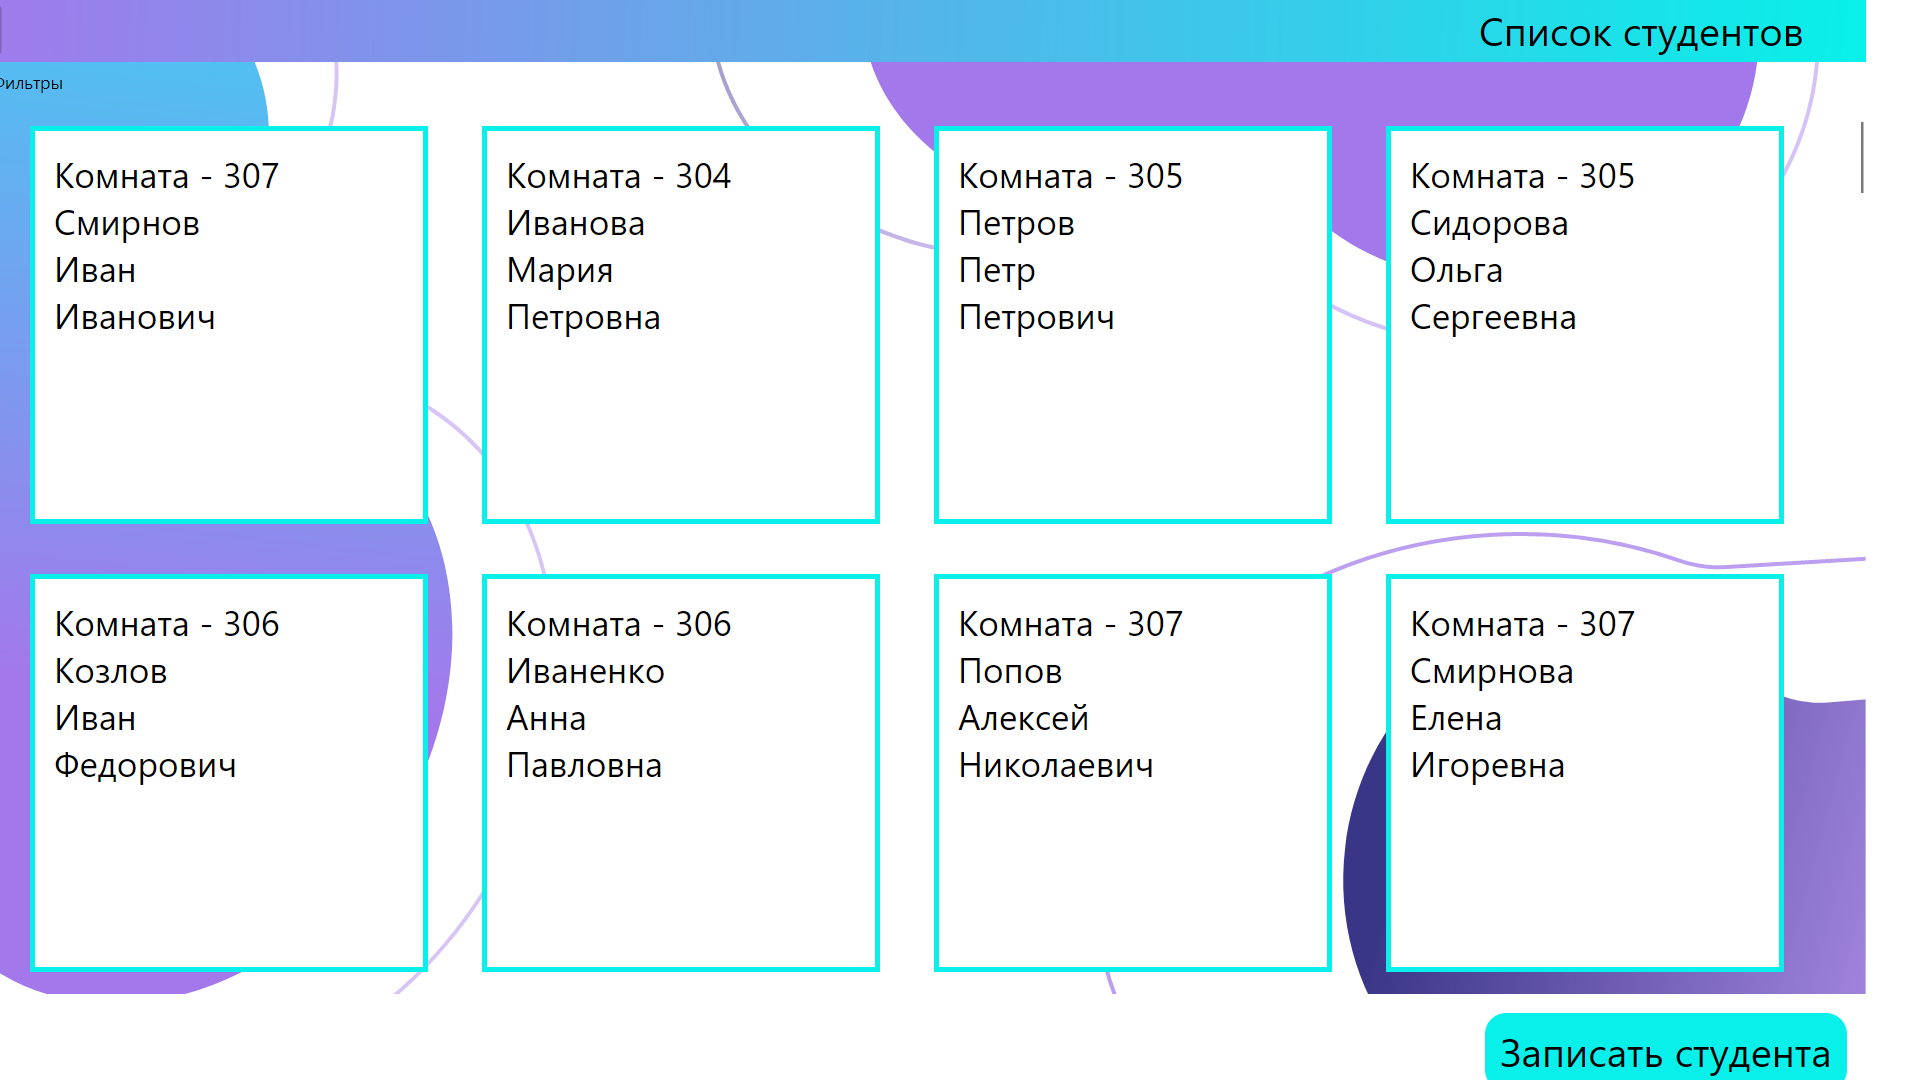 Список студентов
Фильтры
Комната - 307
Смирнов
Иван
Иванович
Комната - 304
Иванова
Мария
Петровна
Комната - 305
Петров
Петр
Петрович
Комната - 305
Сидорова
Ольга
Сергеевна
Комната - 306
Козлов
Иван
Федорович
Комната - 306
Иваненко
Анна
Павловна
Комната - 307
Попов
Алексей
Николаевич
Комната - 307
Смирнова
Елена
Игоревна
Записать студента